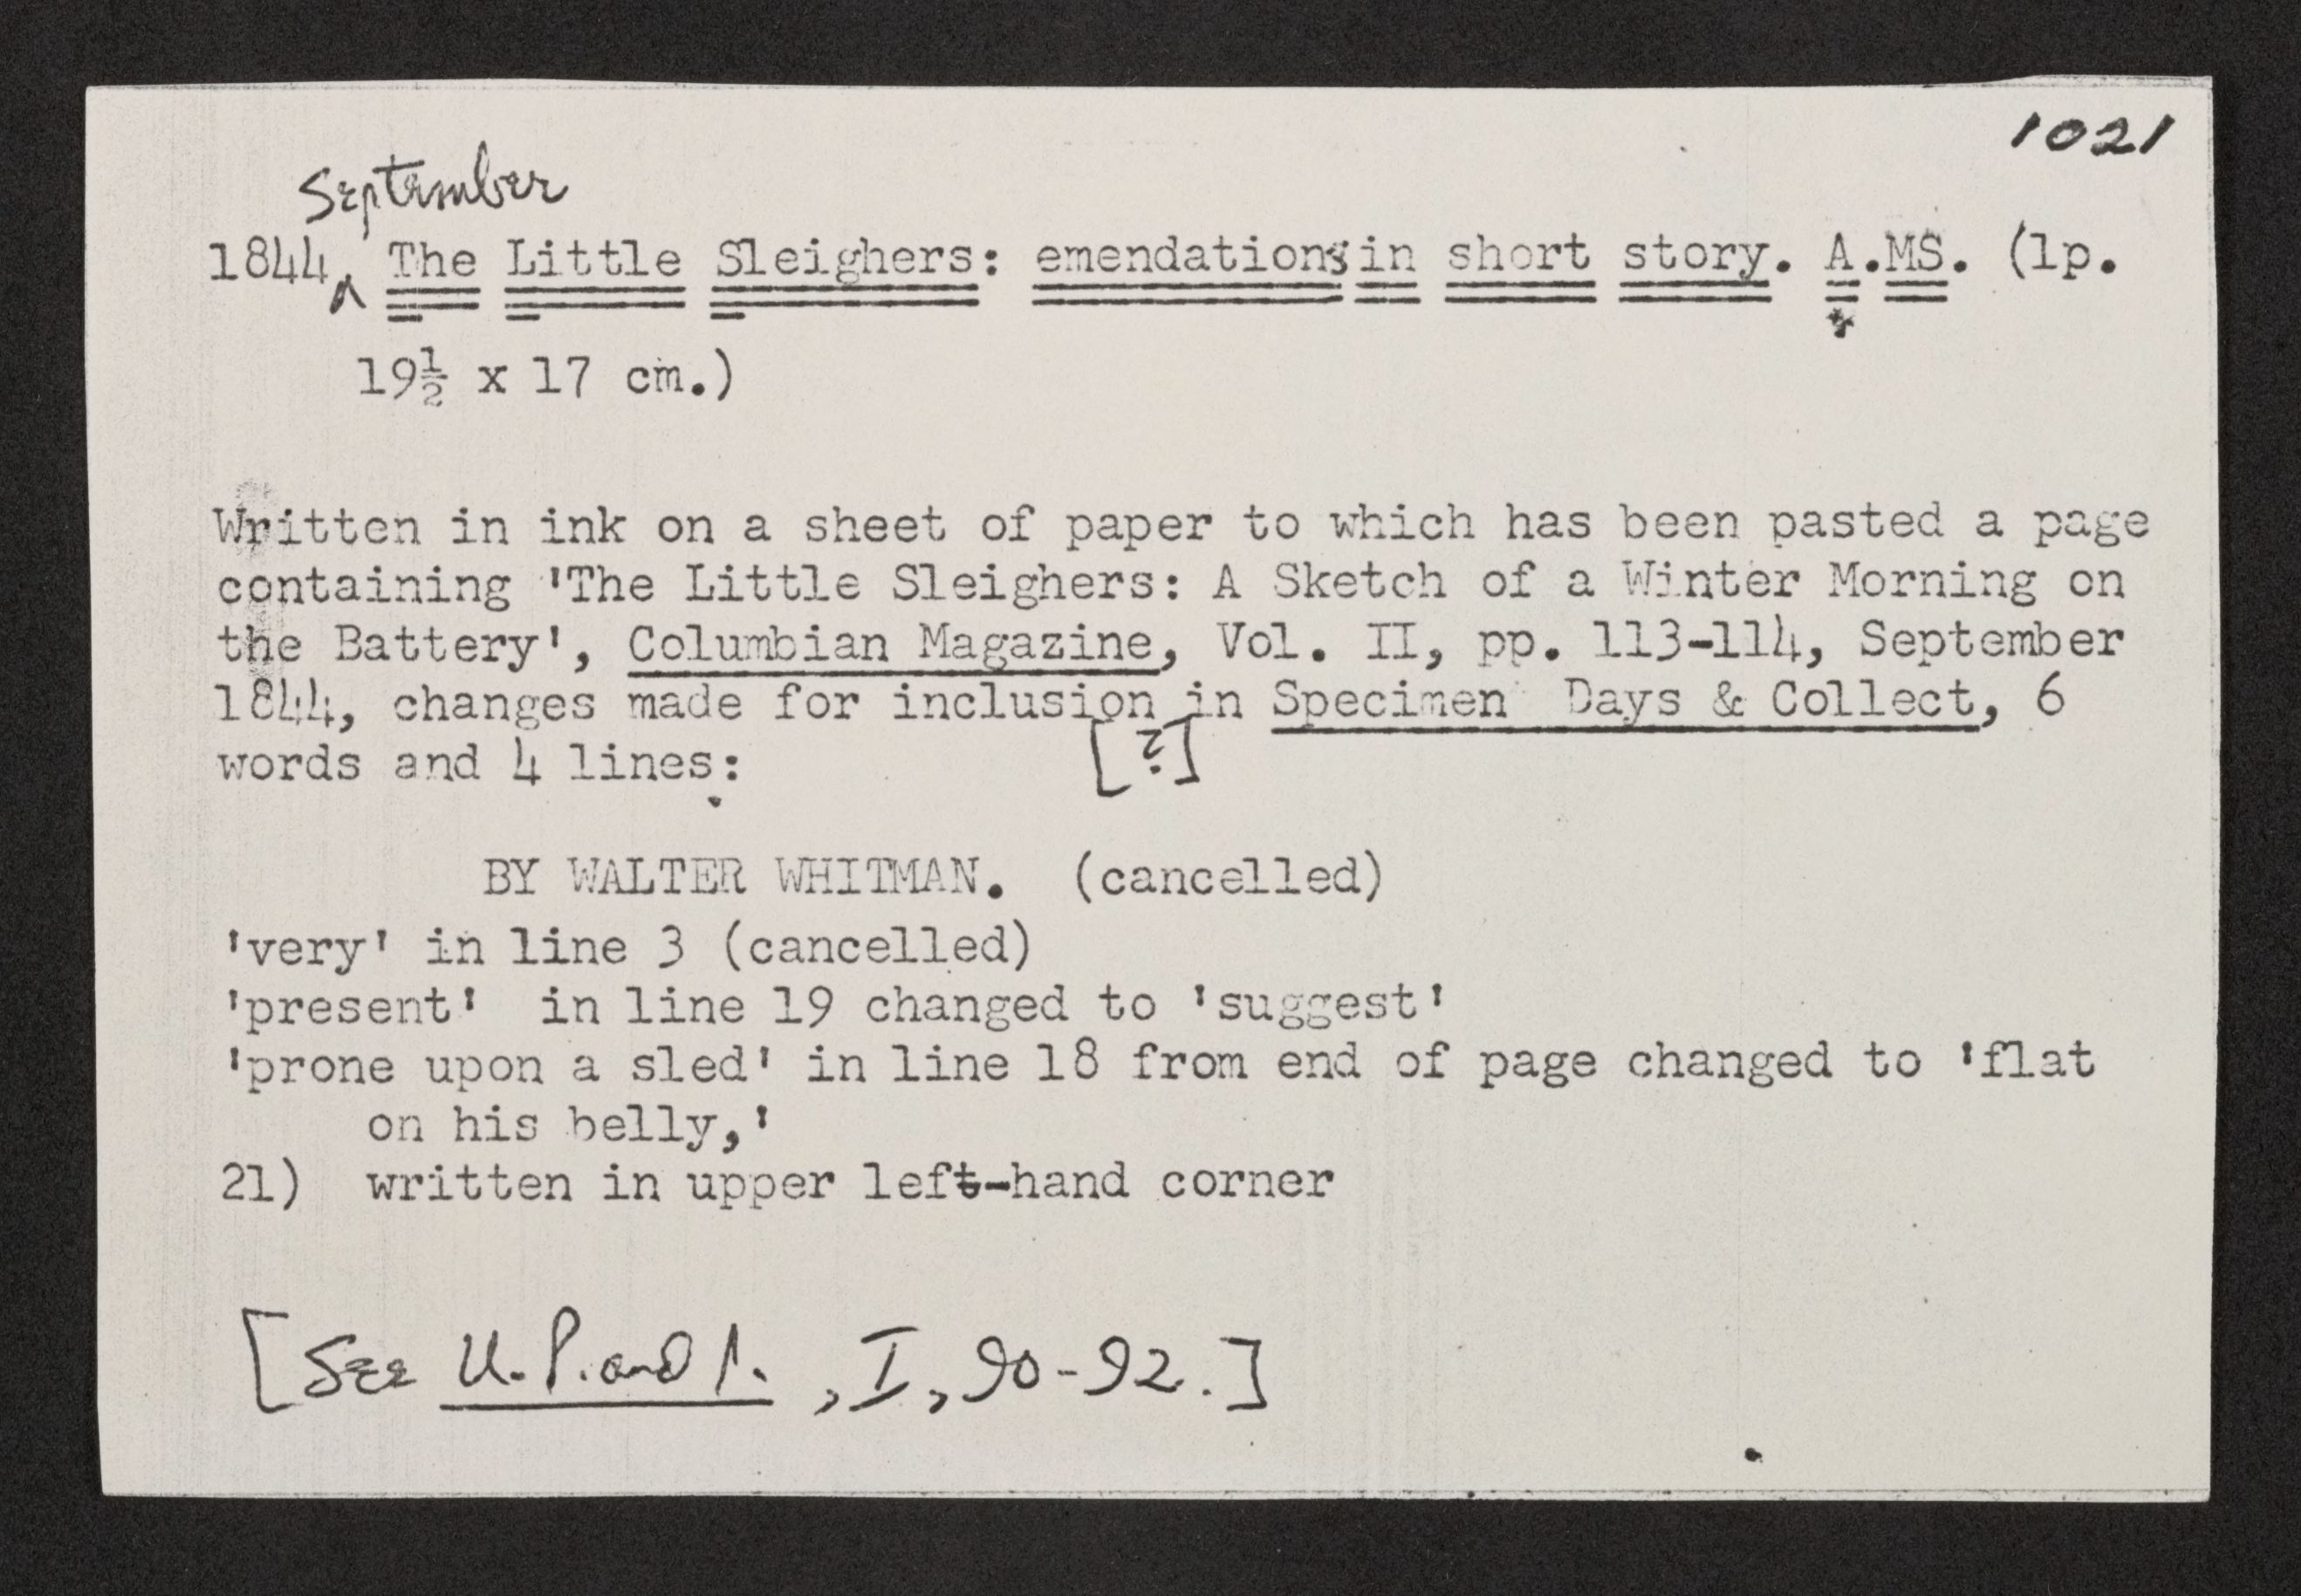 1021
September
1844, The Little Sleighers: emendations in short story. A.MS. (1p.
19½ x 17 cm.)
Written in ink on a sheet of paper to which has been pasted a page
containing 'The Little Sleighers: A Sketch of a Winter Morning on
the Battery', Columbian Magazine, Vol. II, pp. 113-114, September
1844, changes made for inclusion in Specimen Days & Collect, 6
[?]
words and 4 lines:
BY WALTER WHITMAN. (cancelled)
'very' in line 3 (cancelled)
'present' in line 19 changed to 'suggest'
'prone upon a sled' in line 18 from end of page changed to 'flat
on his belly,'
21) written in upper left-hand corner
[See U. P. and P. , I, 90-92.]